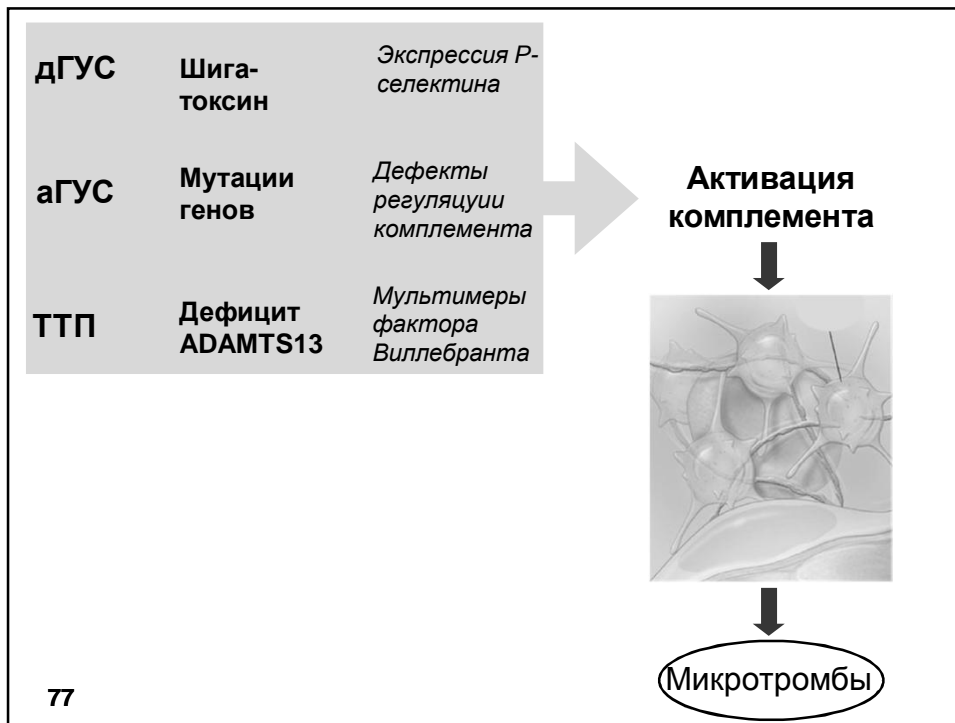 дГУС
Шига-
токсин
Экспрессия P-
селектина
аГУС
Мутации
генов
Дефекты
регуляцуии
комплемента
ТТП
Дефицит
ADAMTS13
Мультимеры
фактора
Виллебранта
Активация
комплемента
Микротромбы
77